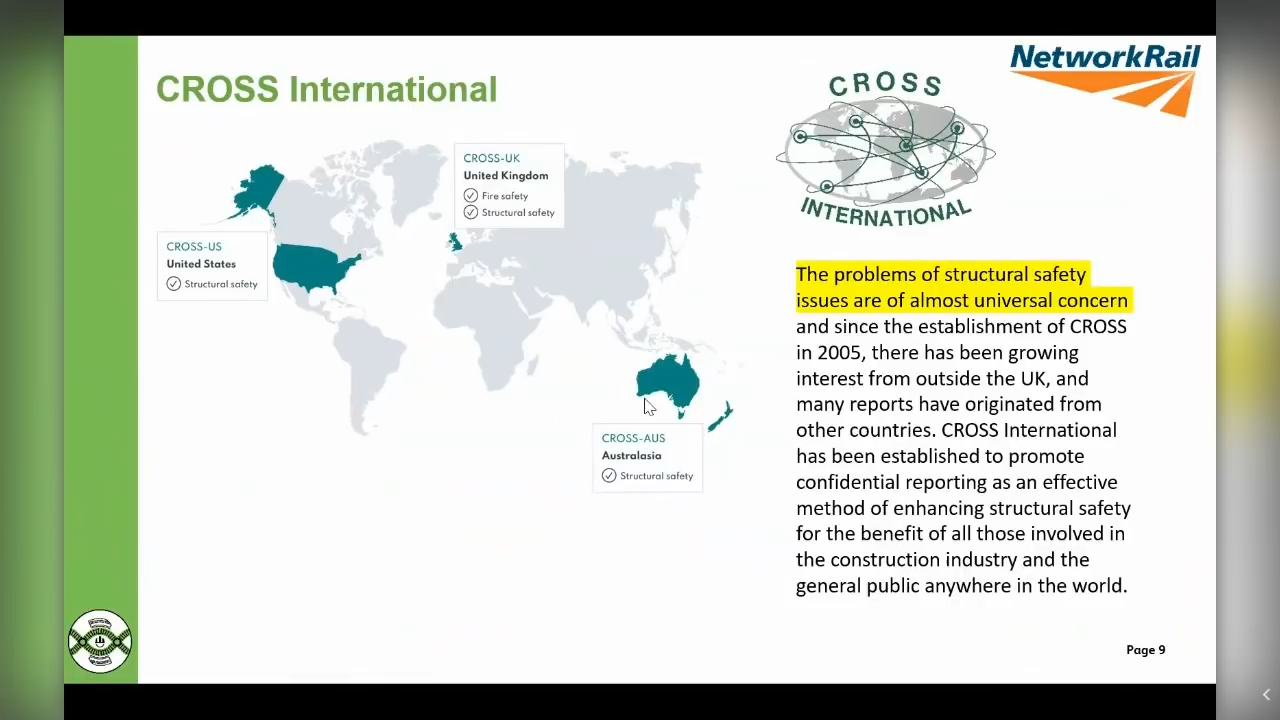 CROSS International
NetworkRail
CROSS
INTERNATIONAL
CROSS-UK
United Kingdom
Fire safety
Structural safety
CROSS-US
United States
Structural safety
CROSS-AUS
Australasia
Structural safety
The problems of structural safety
issues are of almost universal concern
and since the establishment of CROSS
in 2005, there has been growing
interest from outside the UK, and
many reports have originated from
other countries. CROSS International
has been established to promote
confidential reporting as an effective
method of enhancing structural safety
for the benefit of all those involved in
the construction industry and the
general public anywhere in the world.
Page 9